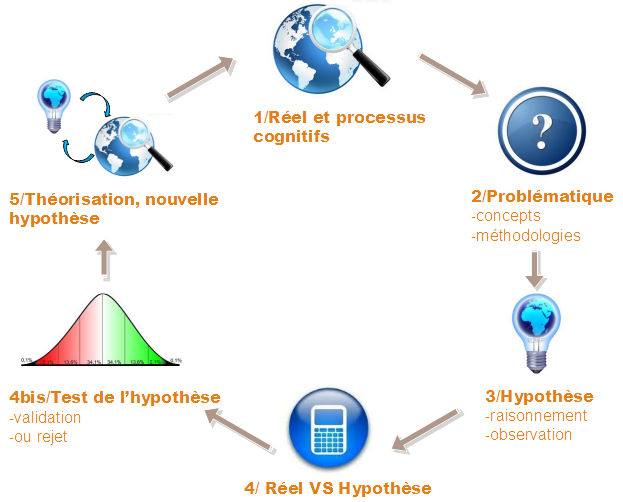 1/Réel et processus
cognitifs
?
2/Problématique
-concepts
-méthodologies
3/Hypothèse
-raisonnement
-observation
4/ Réel VS Hypothèse
4bis/Test de l’hypothèse
-validation
-ou rejet
0,1% 13,6% 34,1% 34,1% 13,6% 2,1% 0,1%
5/Théorisation, nouvelle
hypothèse